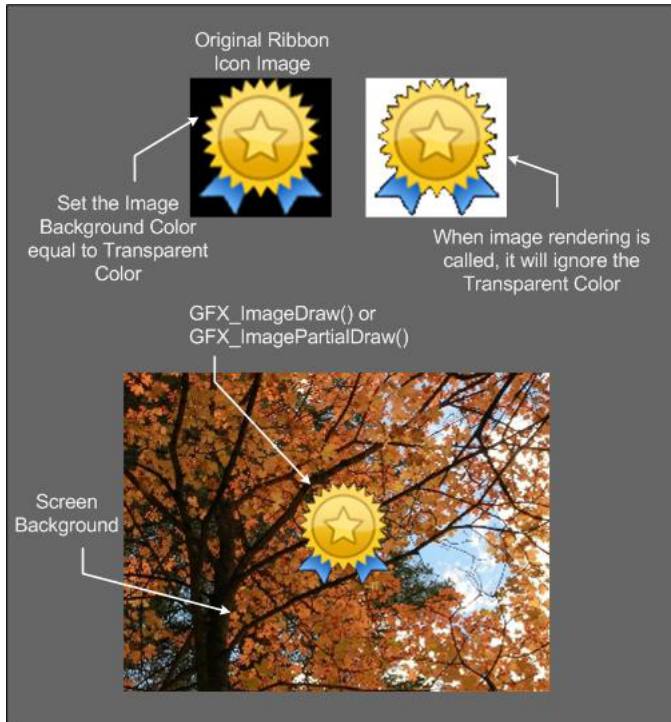 Original Ribbon
Icon Image
Set the Image
Background Color
equal to Transparent
Color
When image rendering is
called, it will ignore the
Transparent Color
GFX_ImageDraw() or
GFX_ImagePartialDraw()
Screen
Background